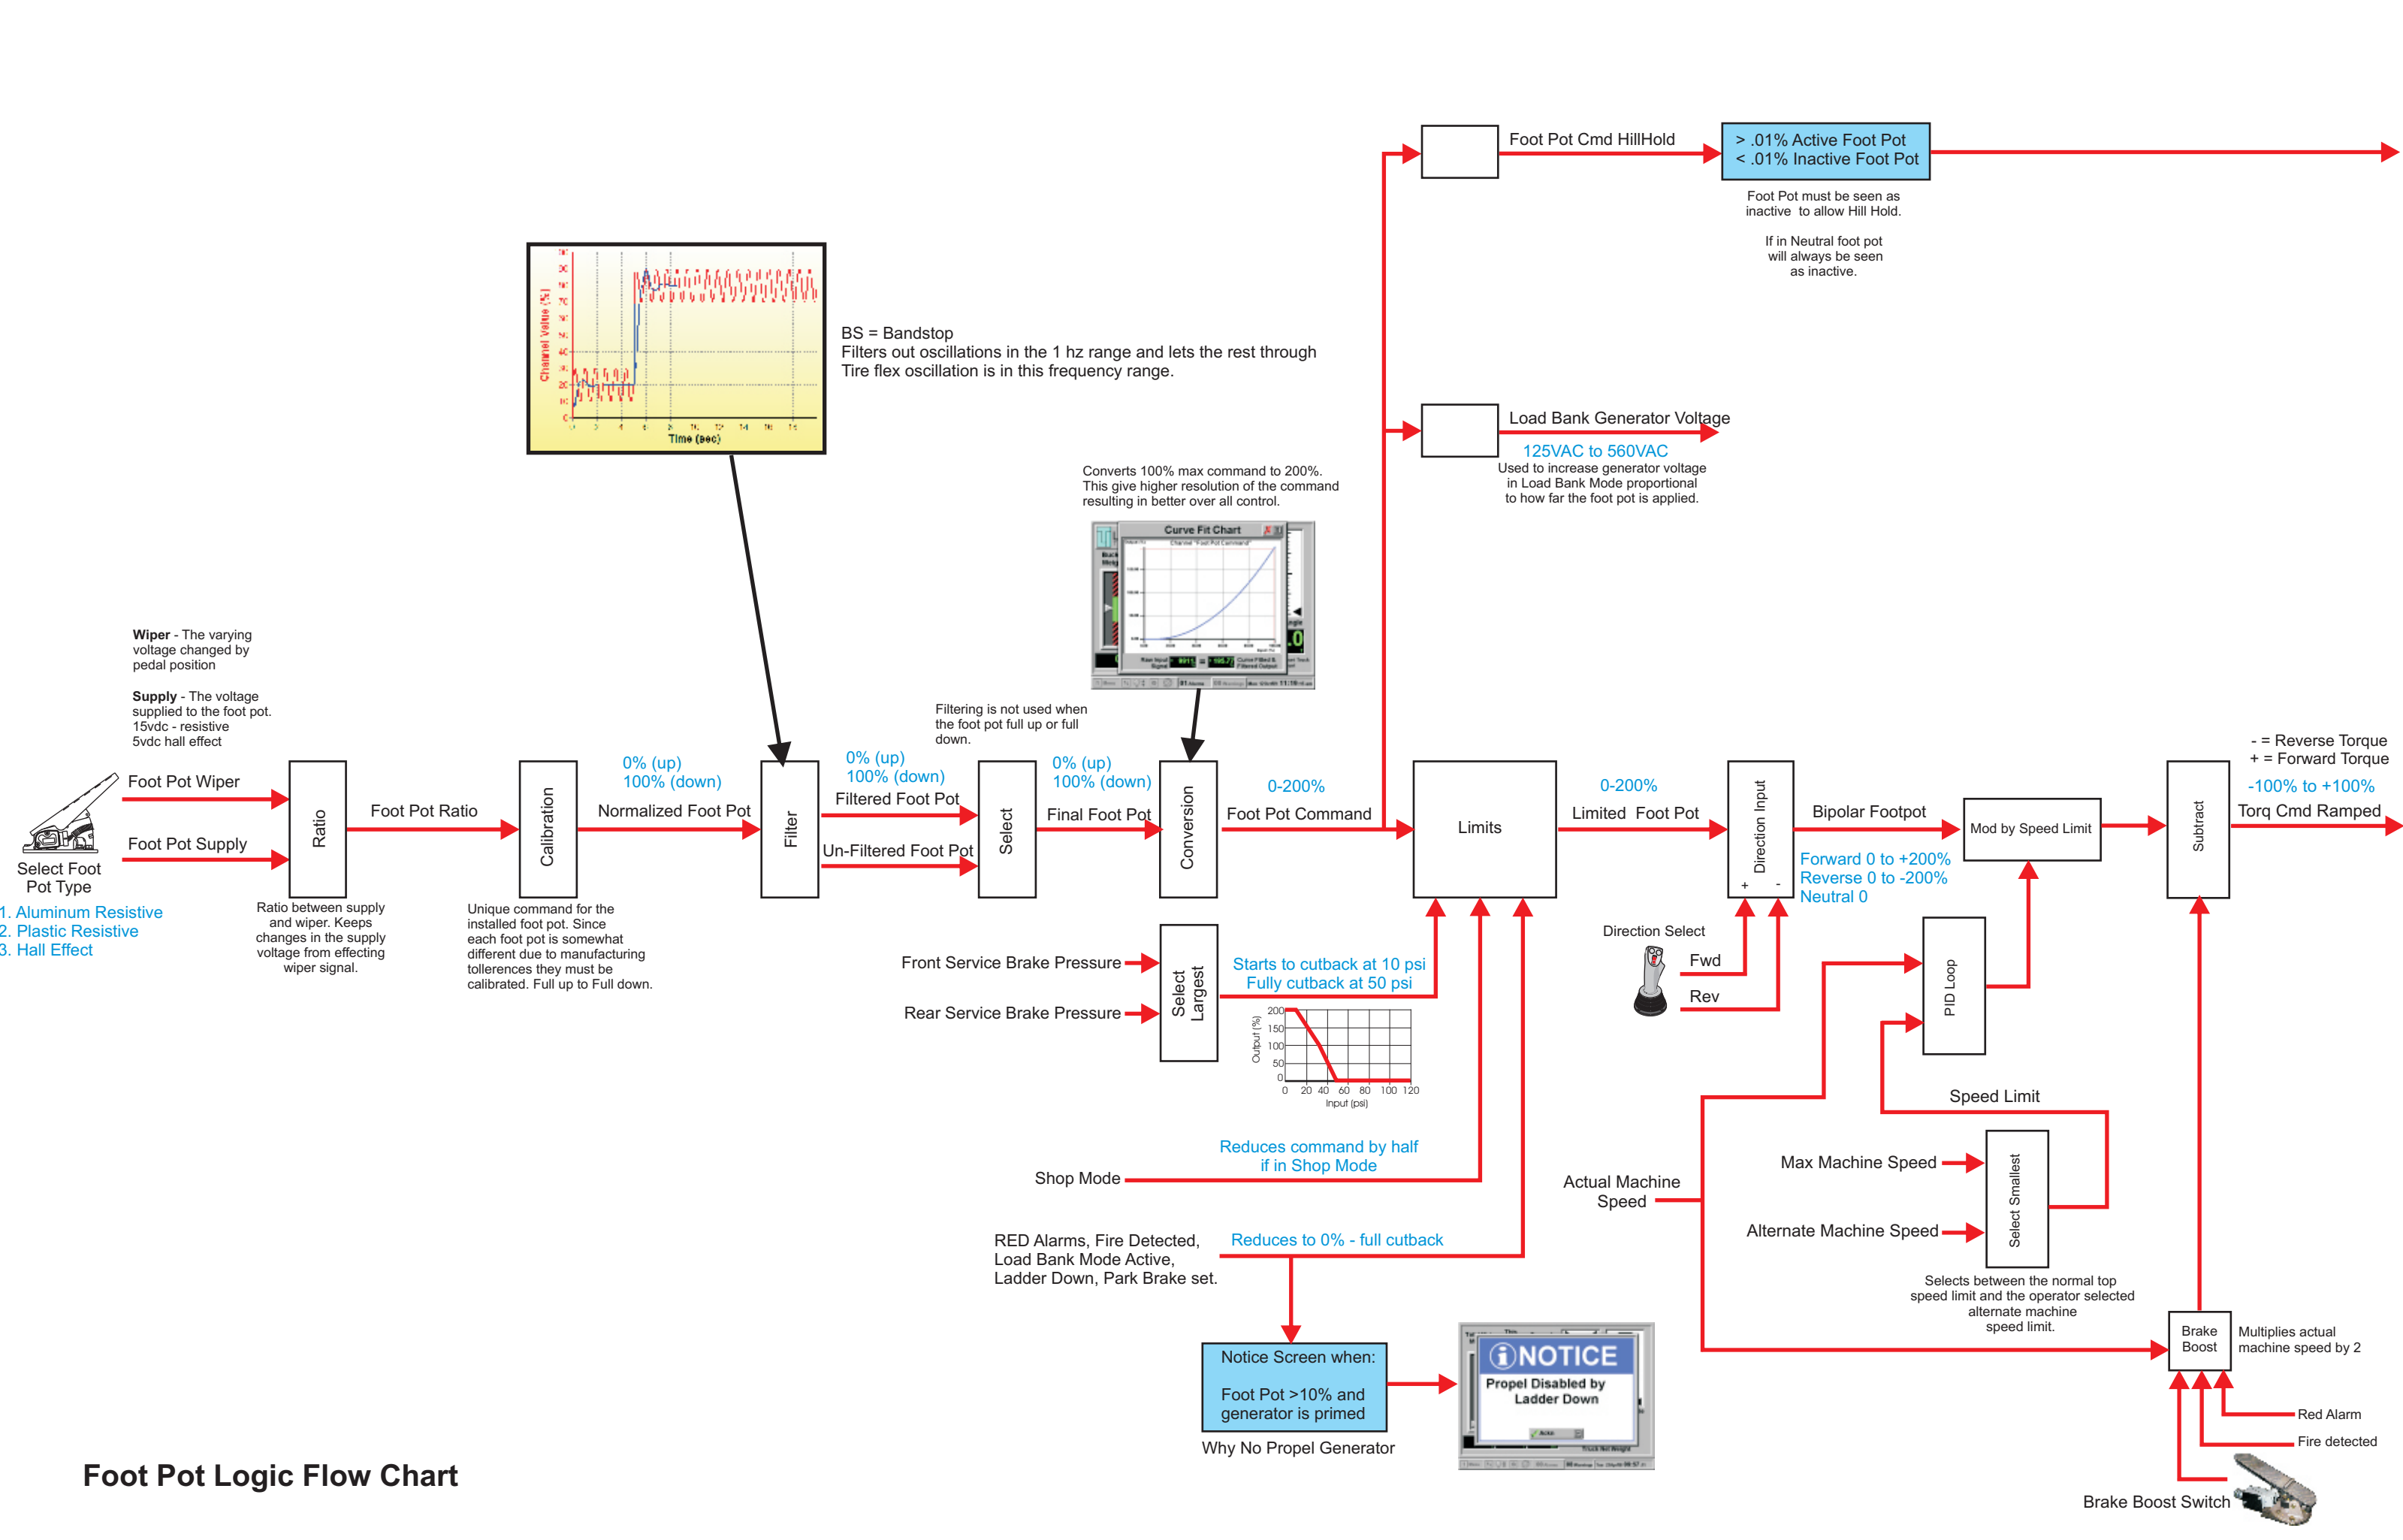 Foot Pot Cmd HillHold
> .01% Active Foot Pot
< .01% Inactive Foot Pot
Foot Pot must be seen as
inactive to allow Hill Hold.
If in Neutral foot pot
will always be seen
as inactive.
Channel Value (%)
Time (sec)
BS = Bandstop
Filters out oscillations in the 1 hz range and lets the rest through
Tire flex oscillation is in this frequency range.
Load Bank Generator Voltage
125VAC to 560VAC
Used to increase generator voltage
in Load Bank Mode proportional
to how far the foot pot is applied.
Converts 100% max command to 200%.
This give higher resolution of the command
resulting in better over all control.
Curve Fit Chart
Channel "Foot Pot Command"
Wiper - The varying
voltage changed by
pedal position
Supply - The voltage
supplied to the foot pot.
15vdc - resistive
5vdc hall effect
Filtering is not used when
the foot pot full up or full
down.
Foot Pot Wiper
Foot Pot Supply
Select Foot
Pot Type
1. Aluminum Resistive
2. Plastic Resistive
3. Hall Effect
Ratio
Ratio between supply
and wiper. Keeps
changes in the supply
voltage from effecting
wiper signal.
Foot Pot Ratio
Calibration
Unique command for the
installed foot pot. Since
each foot pot is somewhat
different due to manufacturing
tollerences they must be
calibrated. Full up to Full down.
0% (up)
100% (down)
Normalized Foot Pot
Filter
0% (up)
100% (down)
Filtered Foot Pot
Un-Filtered Foot Pot
Select
0% (up)
100% (down)
Final Foot Pot
Conversion
0-200%
Foot Pot Command
Limits
0-200%
Limited Foot Pot
Direction Input
+ -
Bipolar Footpot
Forward 0 to +200%
Reverse 0 to -200%
Neutral 0
Mod by Speed Limit
Subtract
- = Reverse Torque
+ = Forward Torque
-100% to +100%
Torq Cmd Ramped
Front Service Brake Pressure
Rear Service Brake Pressure
Select
Largest
Starts to cutback at 10 psi
Fully cutback at 50 psi
Output (%)
200
150
100
50
0
0 20 40 60 80 100 120
Input (psi)
Direction Select
Fwd
Rev
PID Loop
Speed Limit
Shop Mode
Reduces command by half
if in Shop Mode
Actual Machine
Speed
Max Machine Speed
Alternate Machine Speed
Select Smallest
Selects between the normal top
speed limit and the operator selected
alternate machine
speed limit.
RED Alarms, Fire Detected,
Load Bank Mode Active,
Ladder Down, Park Brake set.
Reduces to 0% - full cutback
Notice Screen when:
Foot Pot >10% and
generator is primed
Why No Propel Generator
NOTICE
Propel Disabled by
Ladder Down
Brake
Boost
Multiplies actual
machine speed by 2
Red Alarm
Fire detected
Brake Boost Switch
Foot Pot Logic Flow Chart